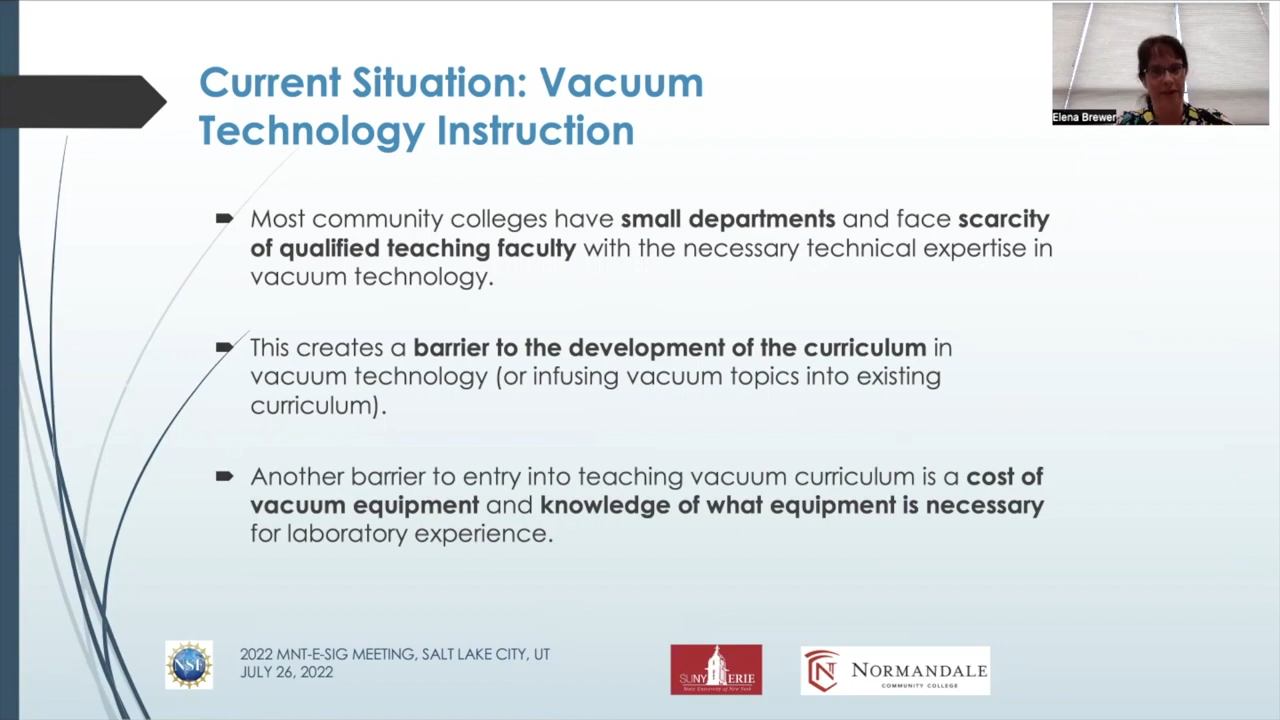 Current Situation: Vacuum
Technology Instruction
Elena Brewer
Most community colleges have small departments and face scarcity
of qualified teaching faculty with the necessary technical expertise in
vacuum technology.
This creates a barrier to the development of the curriculum in
vacuum technology (or infusing vacuum topics into existing
curriculum).
Another barrier to entry into teaching vacuum curriculum is a cost of
vacuum equipment and knowledge of what equipment is necessary
for laboratory experience.
NSF
2022 MNT-E-SIG MEETING, SALT LAKE CITY, UT
JULY 26, 2022
SUNY ERIE
State University of New York
NORMANDALE
COMMUNITY COLLEGE